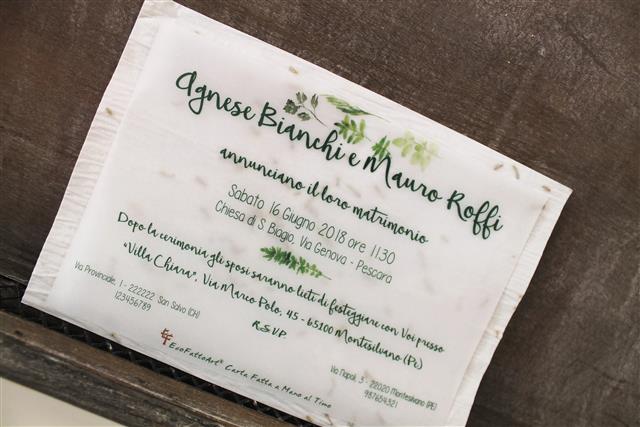 Agnese Bianchi e Mauro Roffi
annunciano il loro matrimonio
Sabato 16 Giugno 2018 ore 11.30
Chiesa di S. Biagio, Via Genova - Pescara
Dopo la cerimonia gli sposi saranno lieti di festeggiare con Voi presso
"Villa Chiara", Via Marco Polo, 45 - 65100 Montesilvano (Pe)
R.S.V.P.
Via Provinciale, 1 - 222222 San Salvo (CH)
123456789
Via Napoli, 3 - 22020 Montesilvano (PE)
987654321
EcoFattoArt® Carta Fatta a Mano al Timo